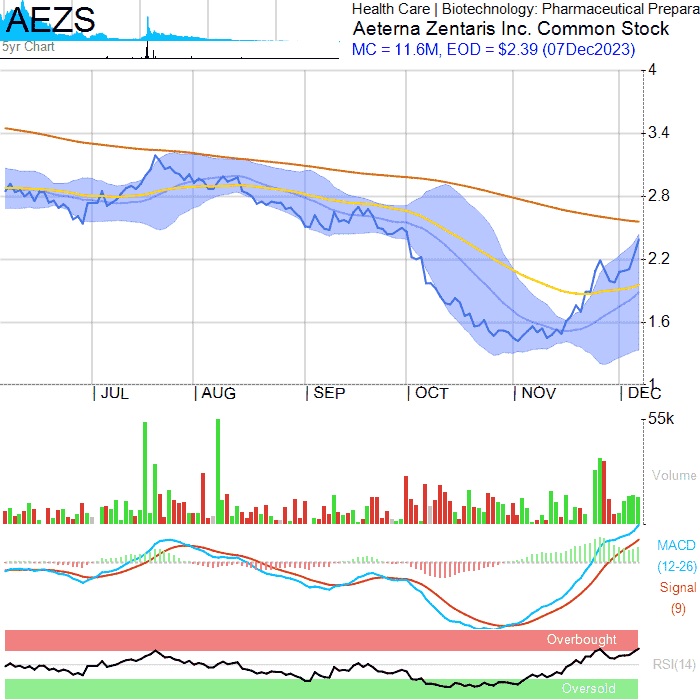 AEZS
5yr Chart
Health Care | Biotechnology: Pharmaceutical Prepara
Aeterna Zentaris Inc. Common Stock
MC = 11.6M, EOD = $2.39 (07Dec2023)
4
3.4
2.8
2.2
1.6
1
JUL
AUG
SEP
OCT
NOV
DEC
55k
Volume
MACD
(12-26)
Signal
(9)
Overbought
RSI(14)
Oversold